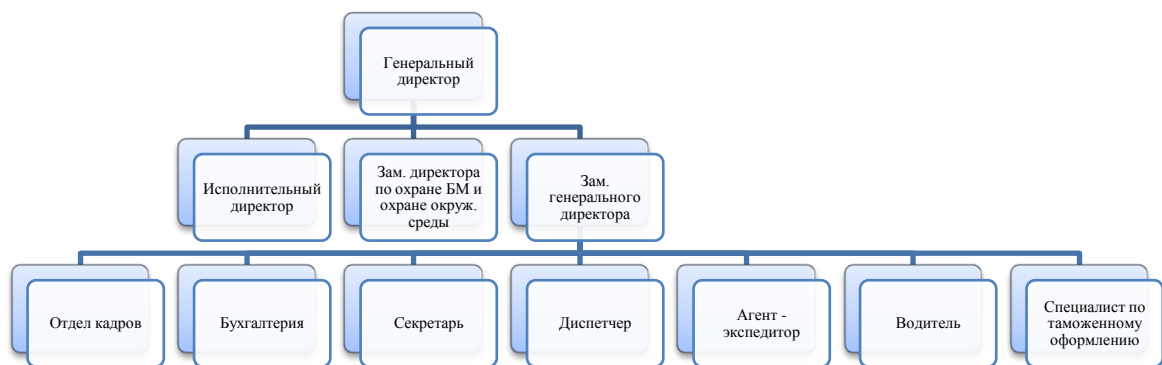 Генеральный
директор
Исполнительный
директор
Зам. директора
по охране БМ и
охране окруж.
среды
Зам.
генерального
директора
Отдел кадров
Бухгалтерия
Секретарь
Диспетчер
Агент -
экспедитор
Водитель
Специалист по
таможенному
оформлению